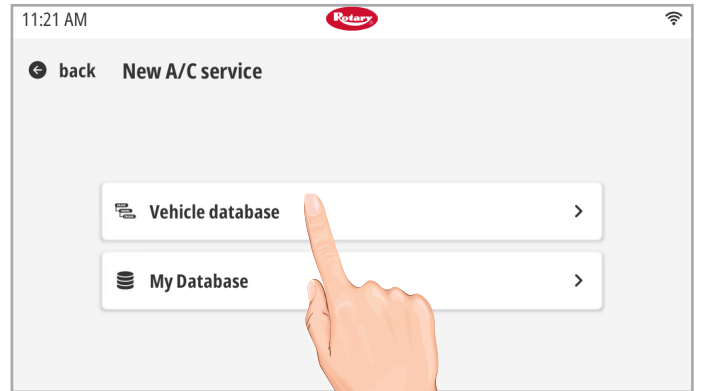 11:21 AM
Rotary
back New A/C service
Vehicle database
My Database